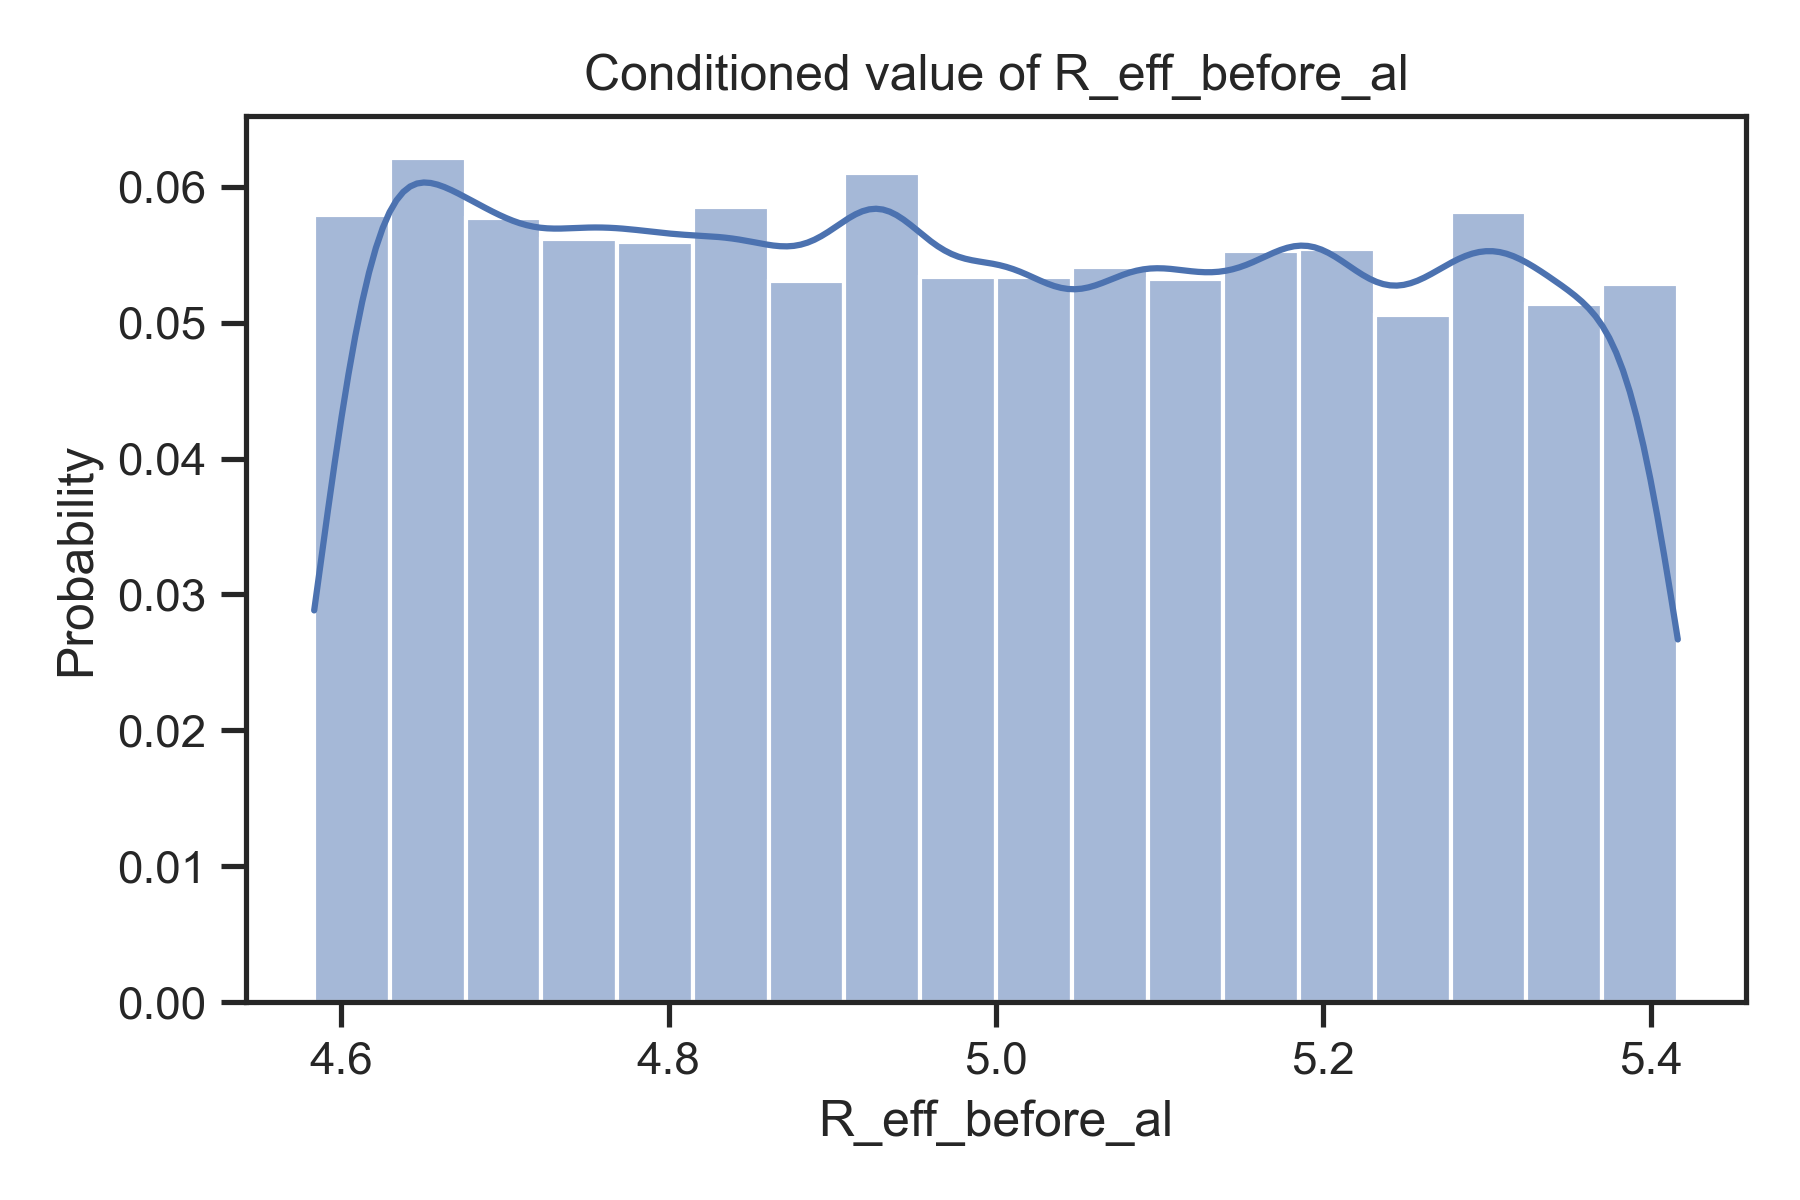 Conditioned value of R_eff_before_al
Probability
0.06
0.05
0.04
0.03
0.02
0.01
0.00
4.6 4.8 5.0 5.2 5.4
R_eff_before_al